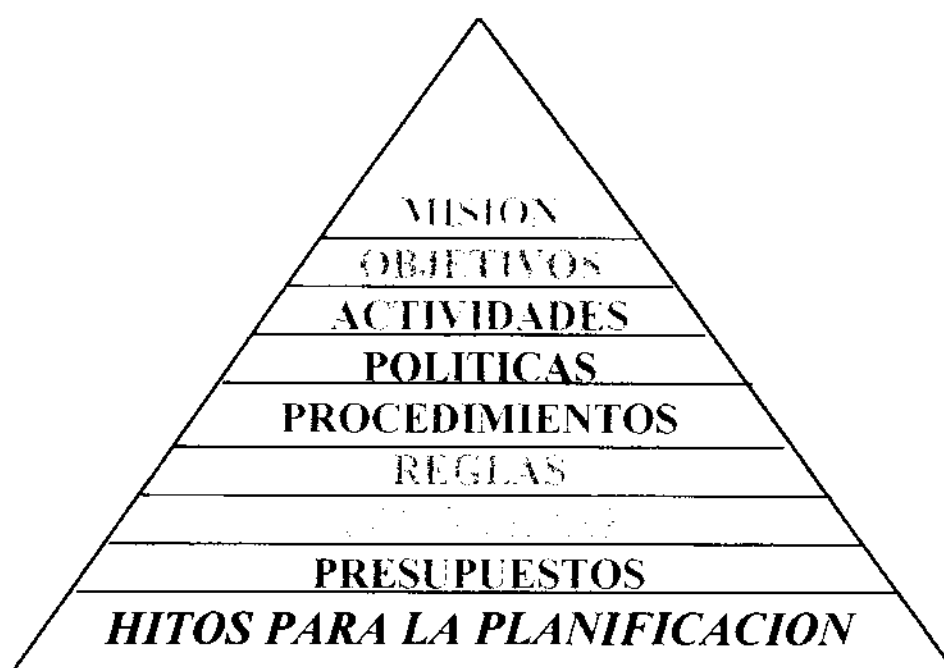 MISION
OBJETIVOS
ACTIVIDADES
POLITICAS
PROCEDIMIENTOS
REGLAS
PRESUPUESTOS
HITOS PARA LA PLANIFICACION